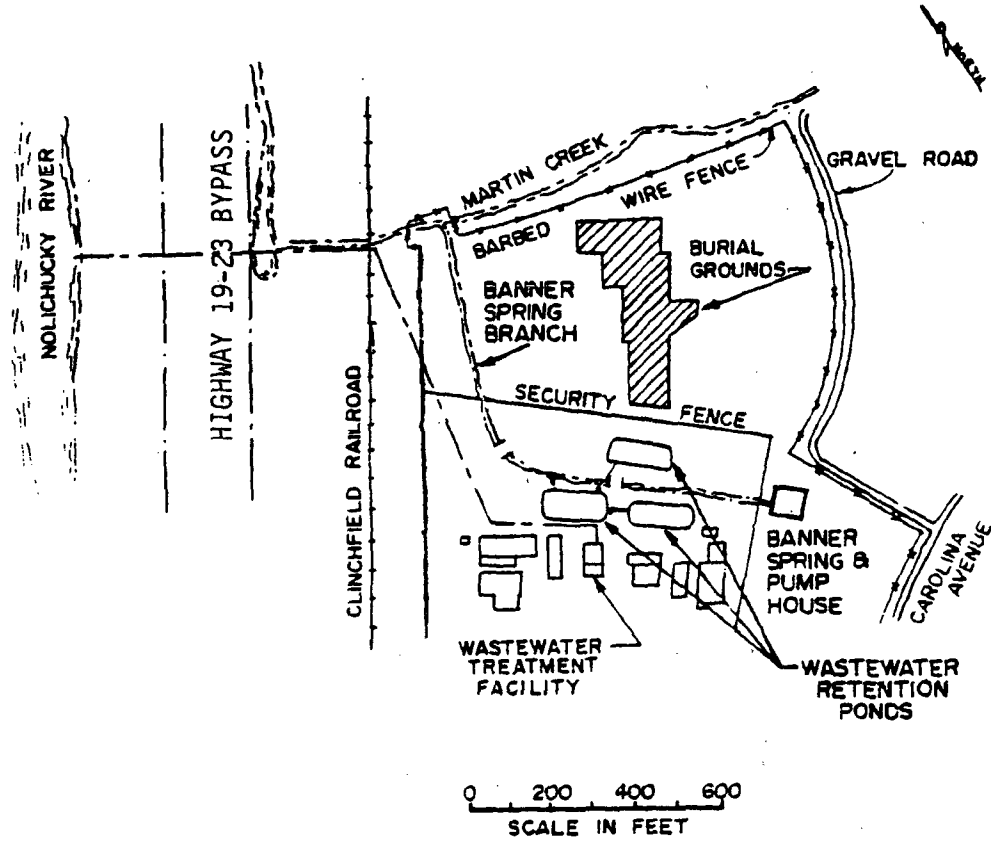 NORTH
NOLICHUCKY RIVER
HIGHWAY 19-23 BYPASS
CLINCHFIELD RAILROAD
MARTIN CREEK
BARBED WIRE FENCE
GRAVEL ROAD
BURIAL
GROUNDS
BANNER
SPRING
BRANCH
SECURITY FENCE
BANNER
SPRING &
PUMP
HOUSE
CAROLINA
AVENUE
WASTEWATER
TREATMENT
FACILITY
WASTEWATER
RETENTION
PONDS
0 200 400 600
SCALE IN FEET